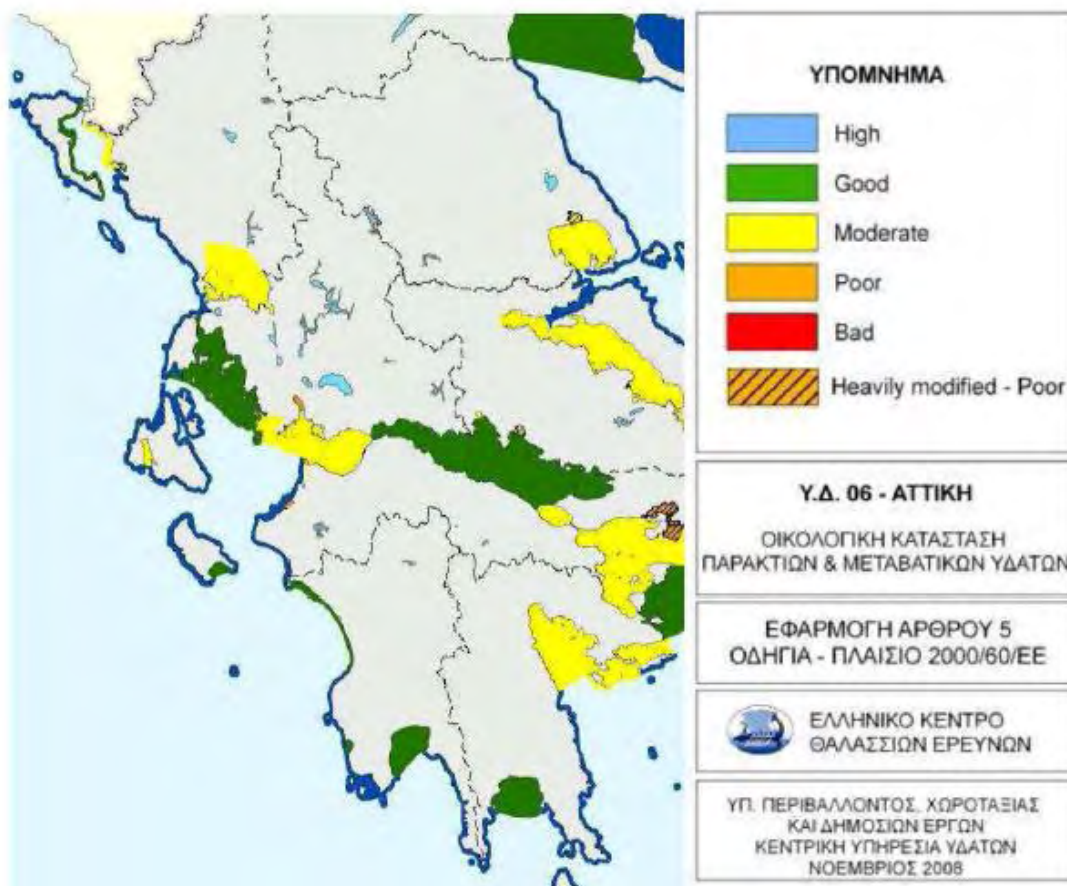 ΥΠΟΜΝΗΜΑ
High
Good
Moderate
Poor
Bad
Heavily modified - Poor
Υ.Δ. 06 - ΑΤΤΙΚΗ
ΟΙΚΟΛΟΓΙΚΗ ΚΑΤΑΣΤΑΣΗ
ΠΑΡΑΚΤΙΩΝ & ΜΕΤΑΒΑΤΙΚΩΝ ΥΔΑΤΩΝ
ΕΦΑΡΜΟΓΗ ΑΡΘΡΟΥ 5
ΟΔΗΓΙΑ - ΠΛΑΙΣΙΟ 2000/60/ΕΕ
ΕΛΛΗΝΙΚΟ ΚΕΝΤΡΟ
ΘΑΛΑΣΣΙΩΝ ΕΡΕΥΝΩΝ
ΥΠ. ΠΕΡΙΒΑΛΛΟΝΤΟΣ, ΧΩΡΟΤΑΞΙΑΣ
ΚΑΙ ΔΗΜΟΣΙΩΝ ΕΡΓΩΝ
ΚΕΝΤΡΙΚΗ ΥΠΗΡΕΣΙΑ ΥΔΑΤΩΝ
ΝΟΕΜΒΡΙΟΣ 2008